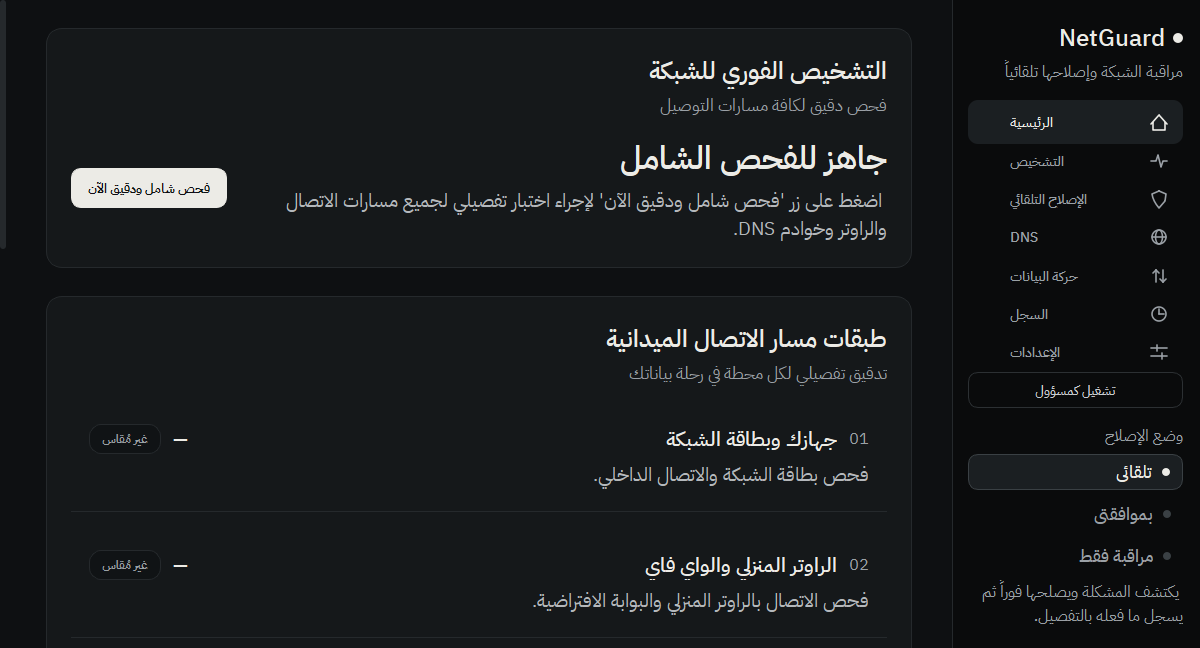 NetGuard
مراقبة الشبكة وإصلاحها تلقائياً
الرئيسية
التشخيص
الإصلاح التلقائي
DNS
حركة البيانات
السجل
الإعدادات
تشغيل كمسؤول
وضع الإصلاح
تلقائى
بموافقتى
مراقبة فقط
يكتشف المشكلة ويصلحها فوراً ثم
يسجل ما فعله بالتفصيل.
التشخيص الفوري للشبكة
فحص دقيق لكافة مسارات التوصيل
جاهز للفحص الشامل
اضغط على زر 'فحص شامل ودقيق الآن' لإجراء اختبار تفصيلي لجميع مسارات الاتصال
والراوتر وخوادم DNS.
فحص شامل ودقيق الآن
طبقات مسار الاتصال الميدانية
تدقيق تفصيلي لكل محطة في رحلة بياناتك
01 جهازك وبطاقة الشبكة
فحص بطاقة الشبكة والاتصال الداخلي.
— غير مُقاس
02 الراوتر المنزلي والواي فاي
فحص الاتصال بالراوتر المنزلي والبوابة الافتراضية.
— غير مُقاس